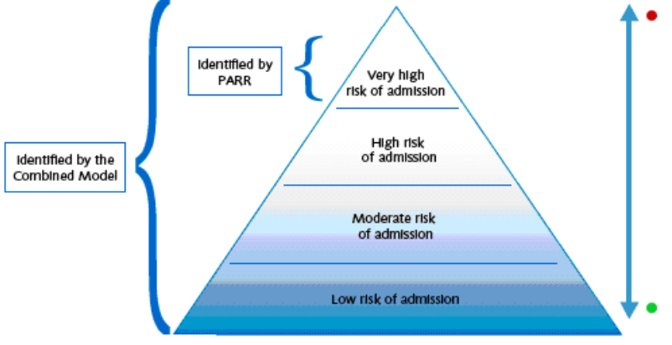 Identified by
PARR
Very high
risk of admission
High risk
of admission
Identified by the
Combined Model
Moderate risk
of admission
Low risk of admission